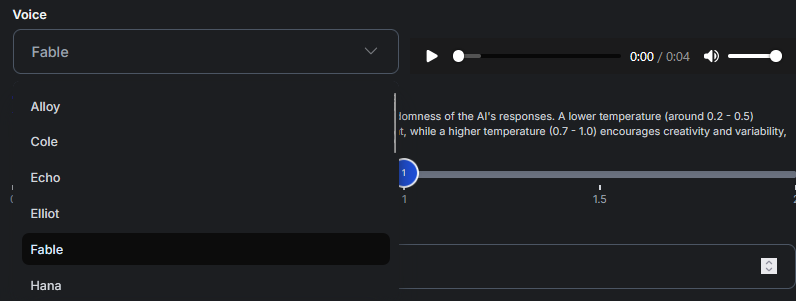 Voice
Fable
0:00 / 0:04
Alloy
domness of the AI's responses. A lower temperature (around 0.2 - 0.5)
Cole
, while a higher temperature (0.7 - 1.0) encourages creativity and variability,
Echo
1
1 1.5
Elliot
Fable
Hana